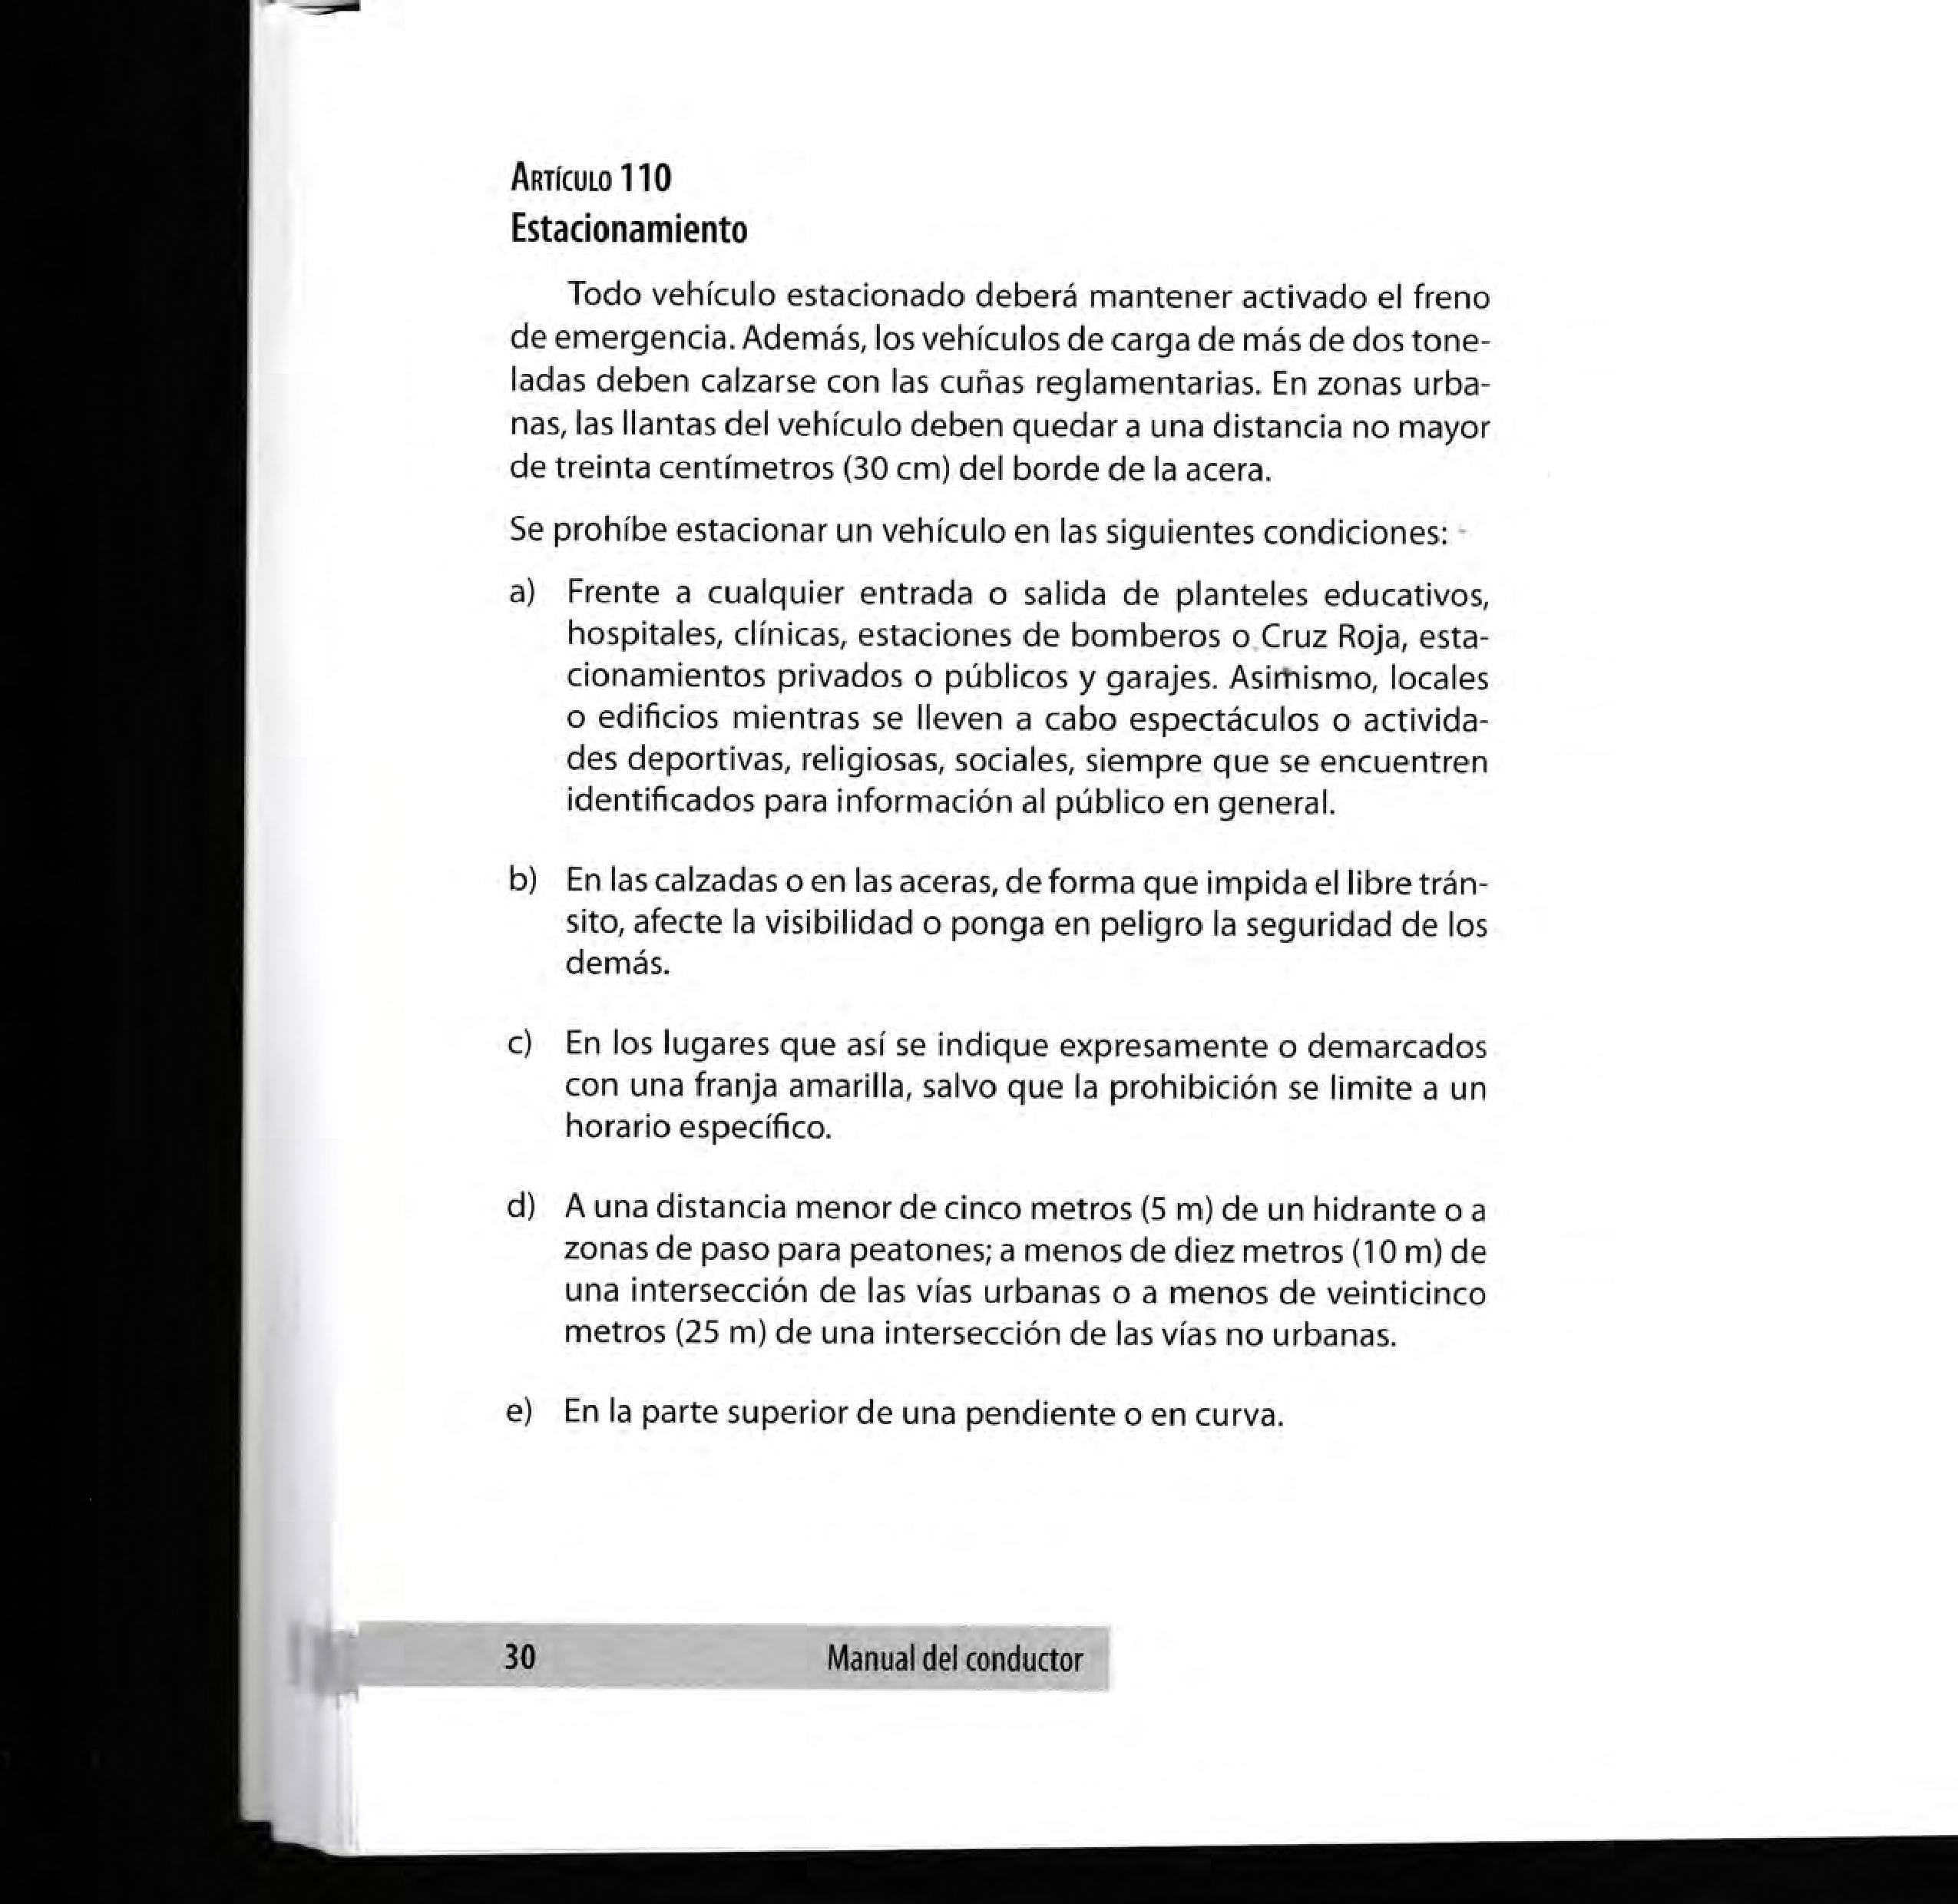 ARTÍCULO 110
Estacionamiento
Todo vehículo estacionado deberá mantener activado el freno
de emergencia. Además, los vehículos de carga de más de dos tone-
ladas deben calzarse con las cuñas reglamentarias. En zonas urba-
nas, las llantas del vehículo deben quedar a una distancia no mayor
de treinta centímetros (30 cm) del borde de la acera.
Se prohíbe estacionar un vehículo en las siguientes condiciones:
a) Frente a cualquier entrada o salida de planteles educativos,
hospitales, clínicas, estaciones de bomberos o Cruz Roja, esta-
cionamientos privados o públicos y garajes. Asimismo, locales
o edificios mientras se lleven a cabo espectáculos o activida-
des deportivas, religiosas, sociales, siempre que se encuentren
identificados para información al público en general.
b) En las calzadas o en las aceras, de forma que impida el libre trán-
sito, afecte la visibilidad o ponga en peligro la seguridad de los
demás.
c) En los lugares que así se indique expresamente o demarcados
con una franja amarilla, salvo que la prohibición se limite a un
horario específico.
d) A una distancia menor de cinco metros (5 m) de un hidrante o a
zonas de paso para peatones; a menos de diez metros (10 m) de
una intersección de las vías urbanas o a menos de veinticinco
metros (25 m) de una intersección de las vías no urbanas.
e) En la parte superior de una pendiente o en curva.
30 Manual del conductor